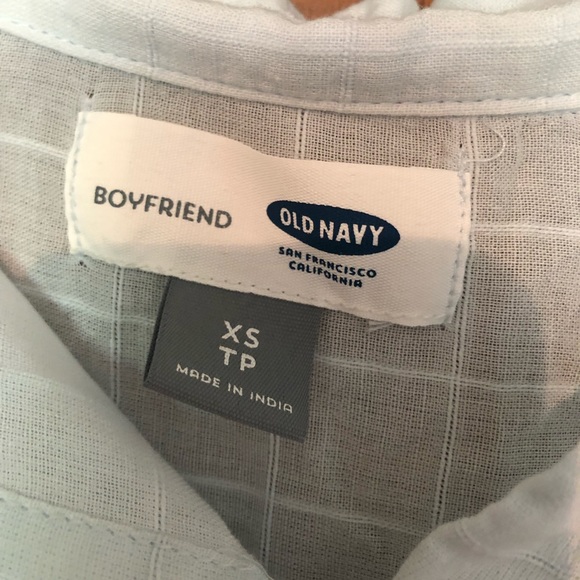 BOYFRIEND
OLD NAVY
SAN FRANCISCO
CALIFORNIA
XS
TP
MADE IN INDIA